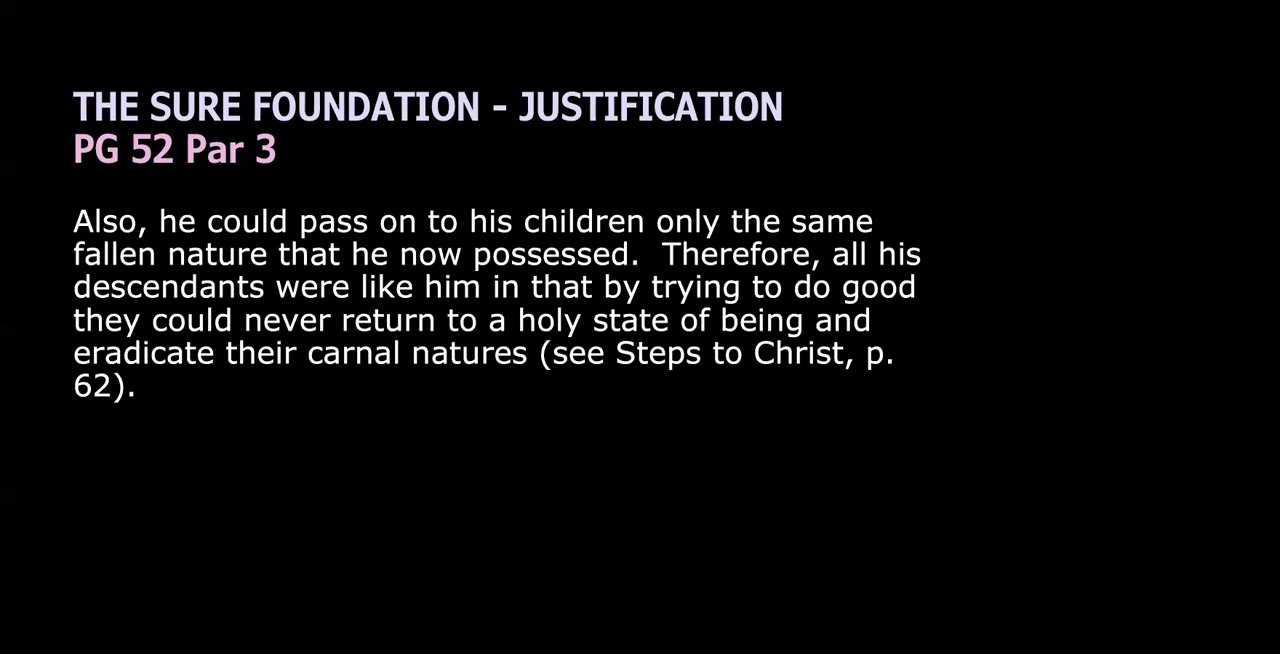 THE SURE FOUNDATION - JUSTIFICATION
PG 52 Par 3
Also, he could pass on to his children only the same
fallen nature that he now possessed.  Therefore, all his
descendants were like him in that by trying to do good
they could never return to a holy state of being and
eradicate their carnal natures (see Steps to Christ, p.
62).